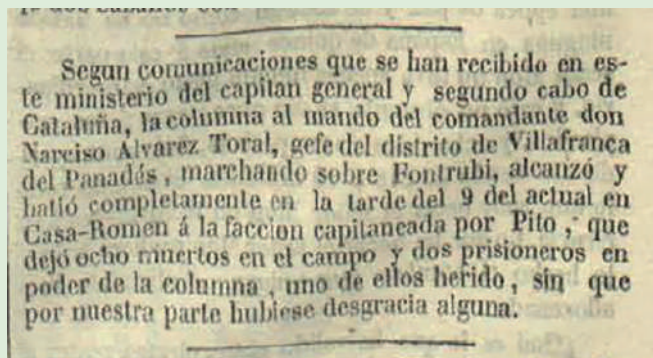 Segun comunicaciones que se han recibido en es-
te ministerio del capitan general y segundo cabo de
Cataluña, la columna al mando del comandante don
Narciso Alvarez Toral, gefe del distrito de Villafranca
del Panadés, marchando sobre Fontrubi, alcanzó y
batió completamente en la tarde del 9 del actual en
Casa-Romen á la faccion capitaneada por Pito, que
dejó ocho muertos en el campo y dos prisioneros en
poder de la columna, uno de ellos herido, sin que
por nuestra parte hubiese desgracia alguna.